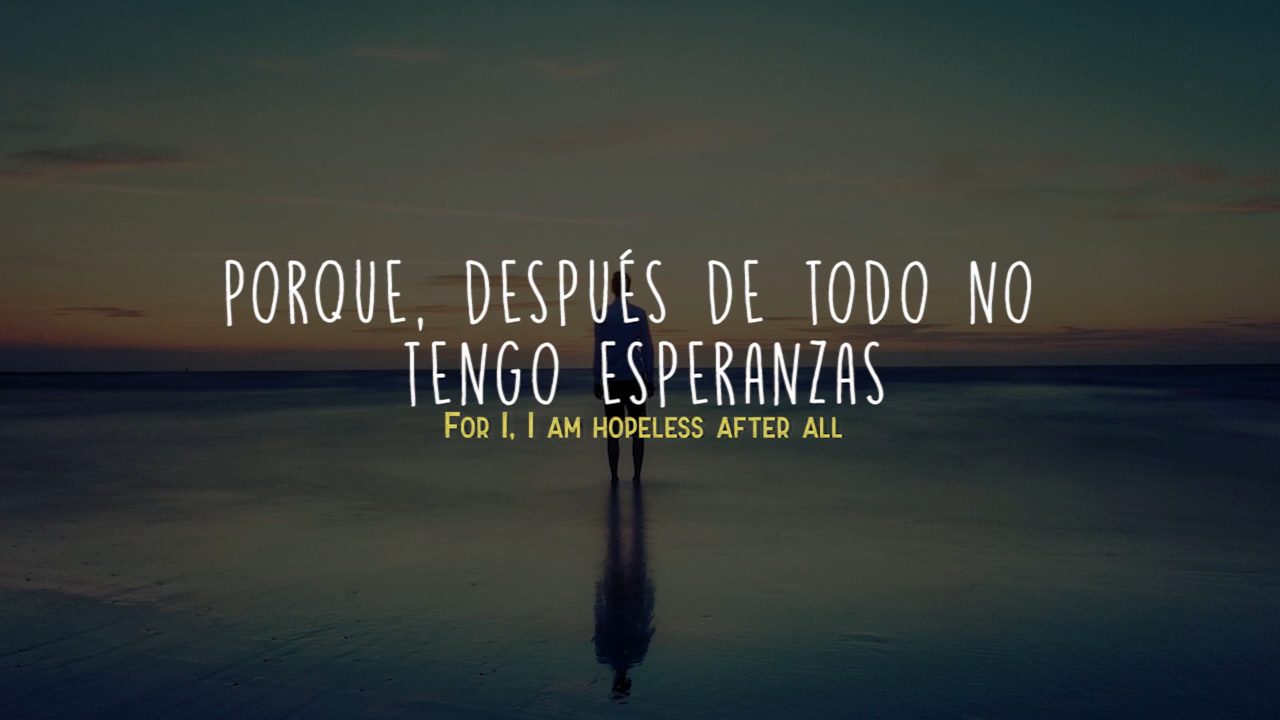 PORQUE, DESPUÉS DE TODO NO
TENGO ESPERANZAS
For I, I am hopeless after all